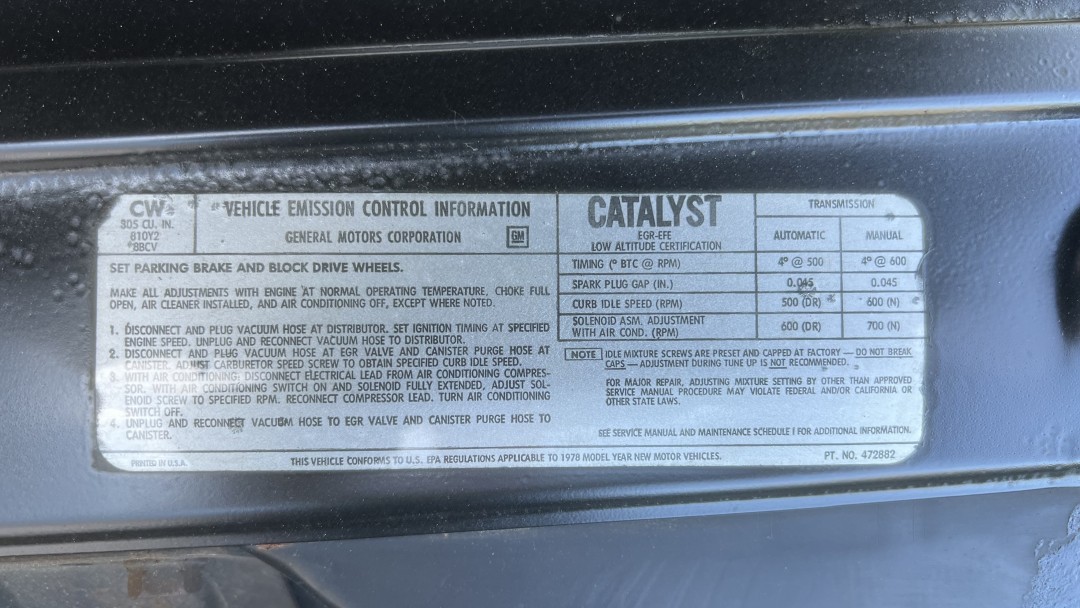 CW
305 CU. IN.
810Y2
*8BCV
VEHICLE EMISSION CONTROL INFORMATION
GENERAL MOTORS CORPORATION
GM
SET PARKING BRAKE AND BLOCK DRIVE WHEELS.
MAKE ALL ADJUSTMENTS WITH ENGINE AT NORMAL OPERATING TEMPERATURE, CHOKE FULL
OPEN, AIR CLEANER INSTALLED, AND AIR CONDITIONING OFF, EXCEPT WHERE NOTED.
1. DISCONNECT AND PLUG VACUUM HOSE AT DISTRIBUTOR. SET IGNITION TIMING AT SPECIFIED
ENGINE SPEED. UNPLUG AND RECONNECT VACUUM HOSE TO DISTRIBUTOR.
2. DISCONNECT AND PLUG VACUUM HOSE AT EGR VALVE AND CANISTER PURGE HOSE AT
CANISTER. ADJUST CARBURETOR SPEED SCREW TO OBTAIN SPECIFIED CURB IDLE SPEED.
3. WITH AIR CONDITIONING: DISCONNECT ELECTRICAL LEAD FROM AIR CONDITIONING COMPRES-
SOR. WITH AIR CONDITIONING SWITCH ON AND SOLENOID FULLY EXTENDED, ADJUST SOL-
ENOID SCREW TO SPECIFIED RPM. RECONNECT COMPRESSOR LEAD. TURN AIR CONDITIONING
SWITCH OFF.
4. UNPLUG AND RECONNECT VACUUM HOSE TO EGR VALVE AND CANISTER PURGE HOSE TO
CANISTER.
CATALYST
EGR-EFE
LOW ALTITUDE CERTIFICATION
TRANSMISSION
AUTOMATIC MANUAL
TIMING (° BTC @ RPM) 4° @ 500 4° @ 600
SPARK PLUG GAP (IN.) 0.045 0.045
CURB IDLE SPEED (RPM) 500 (DR) 600 (N)
SOLENOID ASM. ADJUSTMENT
WITH AIR COND. (RPM) 600 (DR) 700 (N)
NOTE IDLE MIXTURE SCREWS ARE PRESET AND CAPPED AT FACTORY — DO NOT BREAK
CAPS — ADJUSTMENT DURING TUNE UP IS NOT RECOMMENDED.
FOR MAJOR REPAIR, ADJUSTING MIXTURE SETTING BY OTHER THAN APPROVED
SERVICE MANUAL PROCEDURE MAY VIOLATE FEDERAL AND/OR CALIFORNIA OR
OTHER STATE LAWS.
SEE SERVICE MANUAL AND MAINTENANCE SCHEDULE I FOR ADDITIONAL INFORMATION.
PRINTED IN U.S.A. THIS VEHICLE CONFORMS TO U.S. EPA REGULATIONS APPLICABLE TO 1978 MODEL YEAR NEW MOTOR VEHICLES. PT. NO. 472882